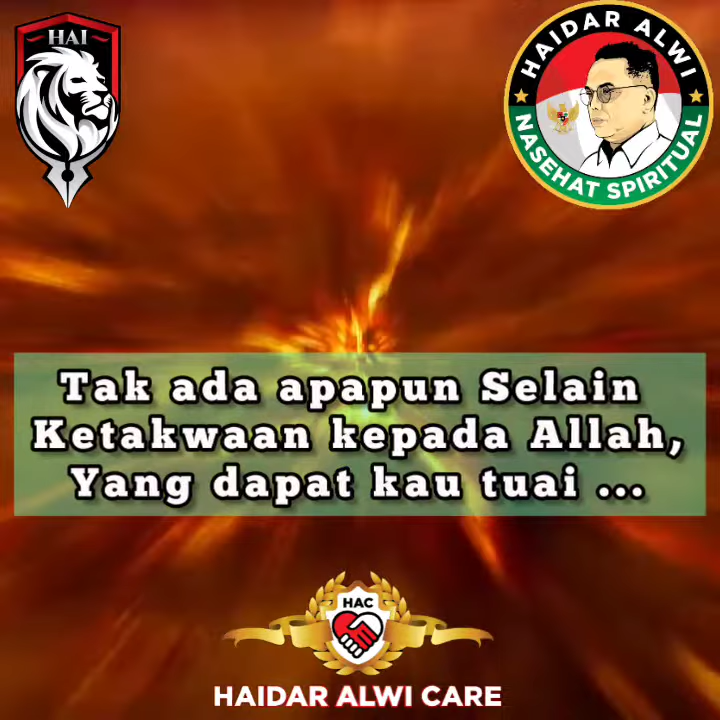 HAI
HAIDAR ALWI
NASEHAT SPIRITUAL
Tak ada apapun Selain
Ketakwaan kepada Allah,
Yang dapat kau tuai ...
HAC
HAIDAR ALWI CARE